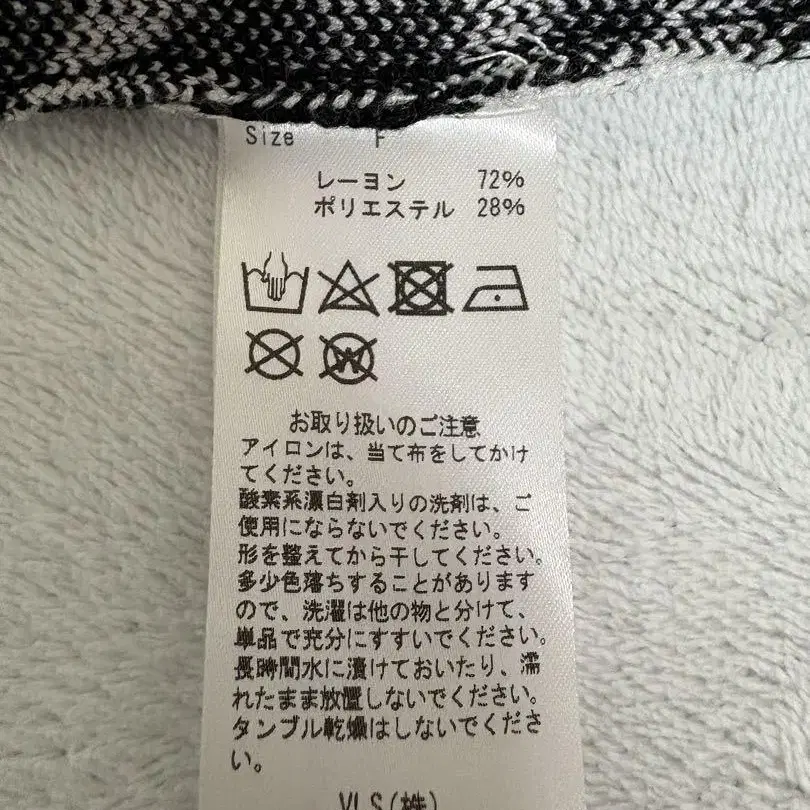 Size F
レーヨン 72%
ポリエステル 28%
お取り扱いのご注意
アイロンは、当て布をしてかけ
てください。
酸素系漂白剤入りの洗剤は、ご
使用にならないでください。
形を整えてから干してください。
多少色落ちすることがあります
ので、洗濯は他の物と分けて、
単品で充分にすすいでください。
長時間水に漬けておいたり、濡
れたまま放置しないでください。
タンブル乾燥はしないでくださ
い。
VLS(株)